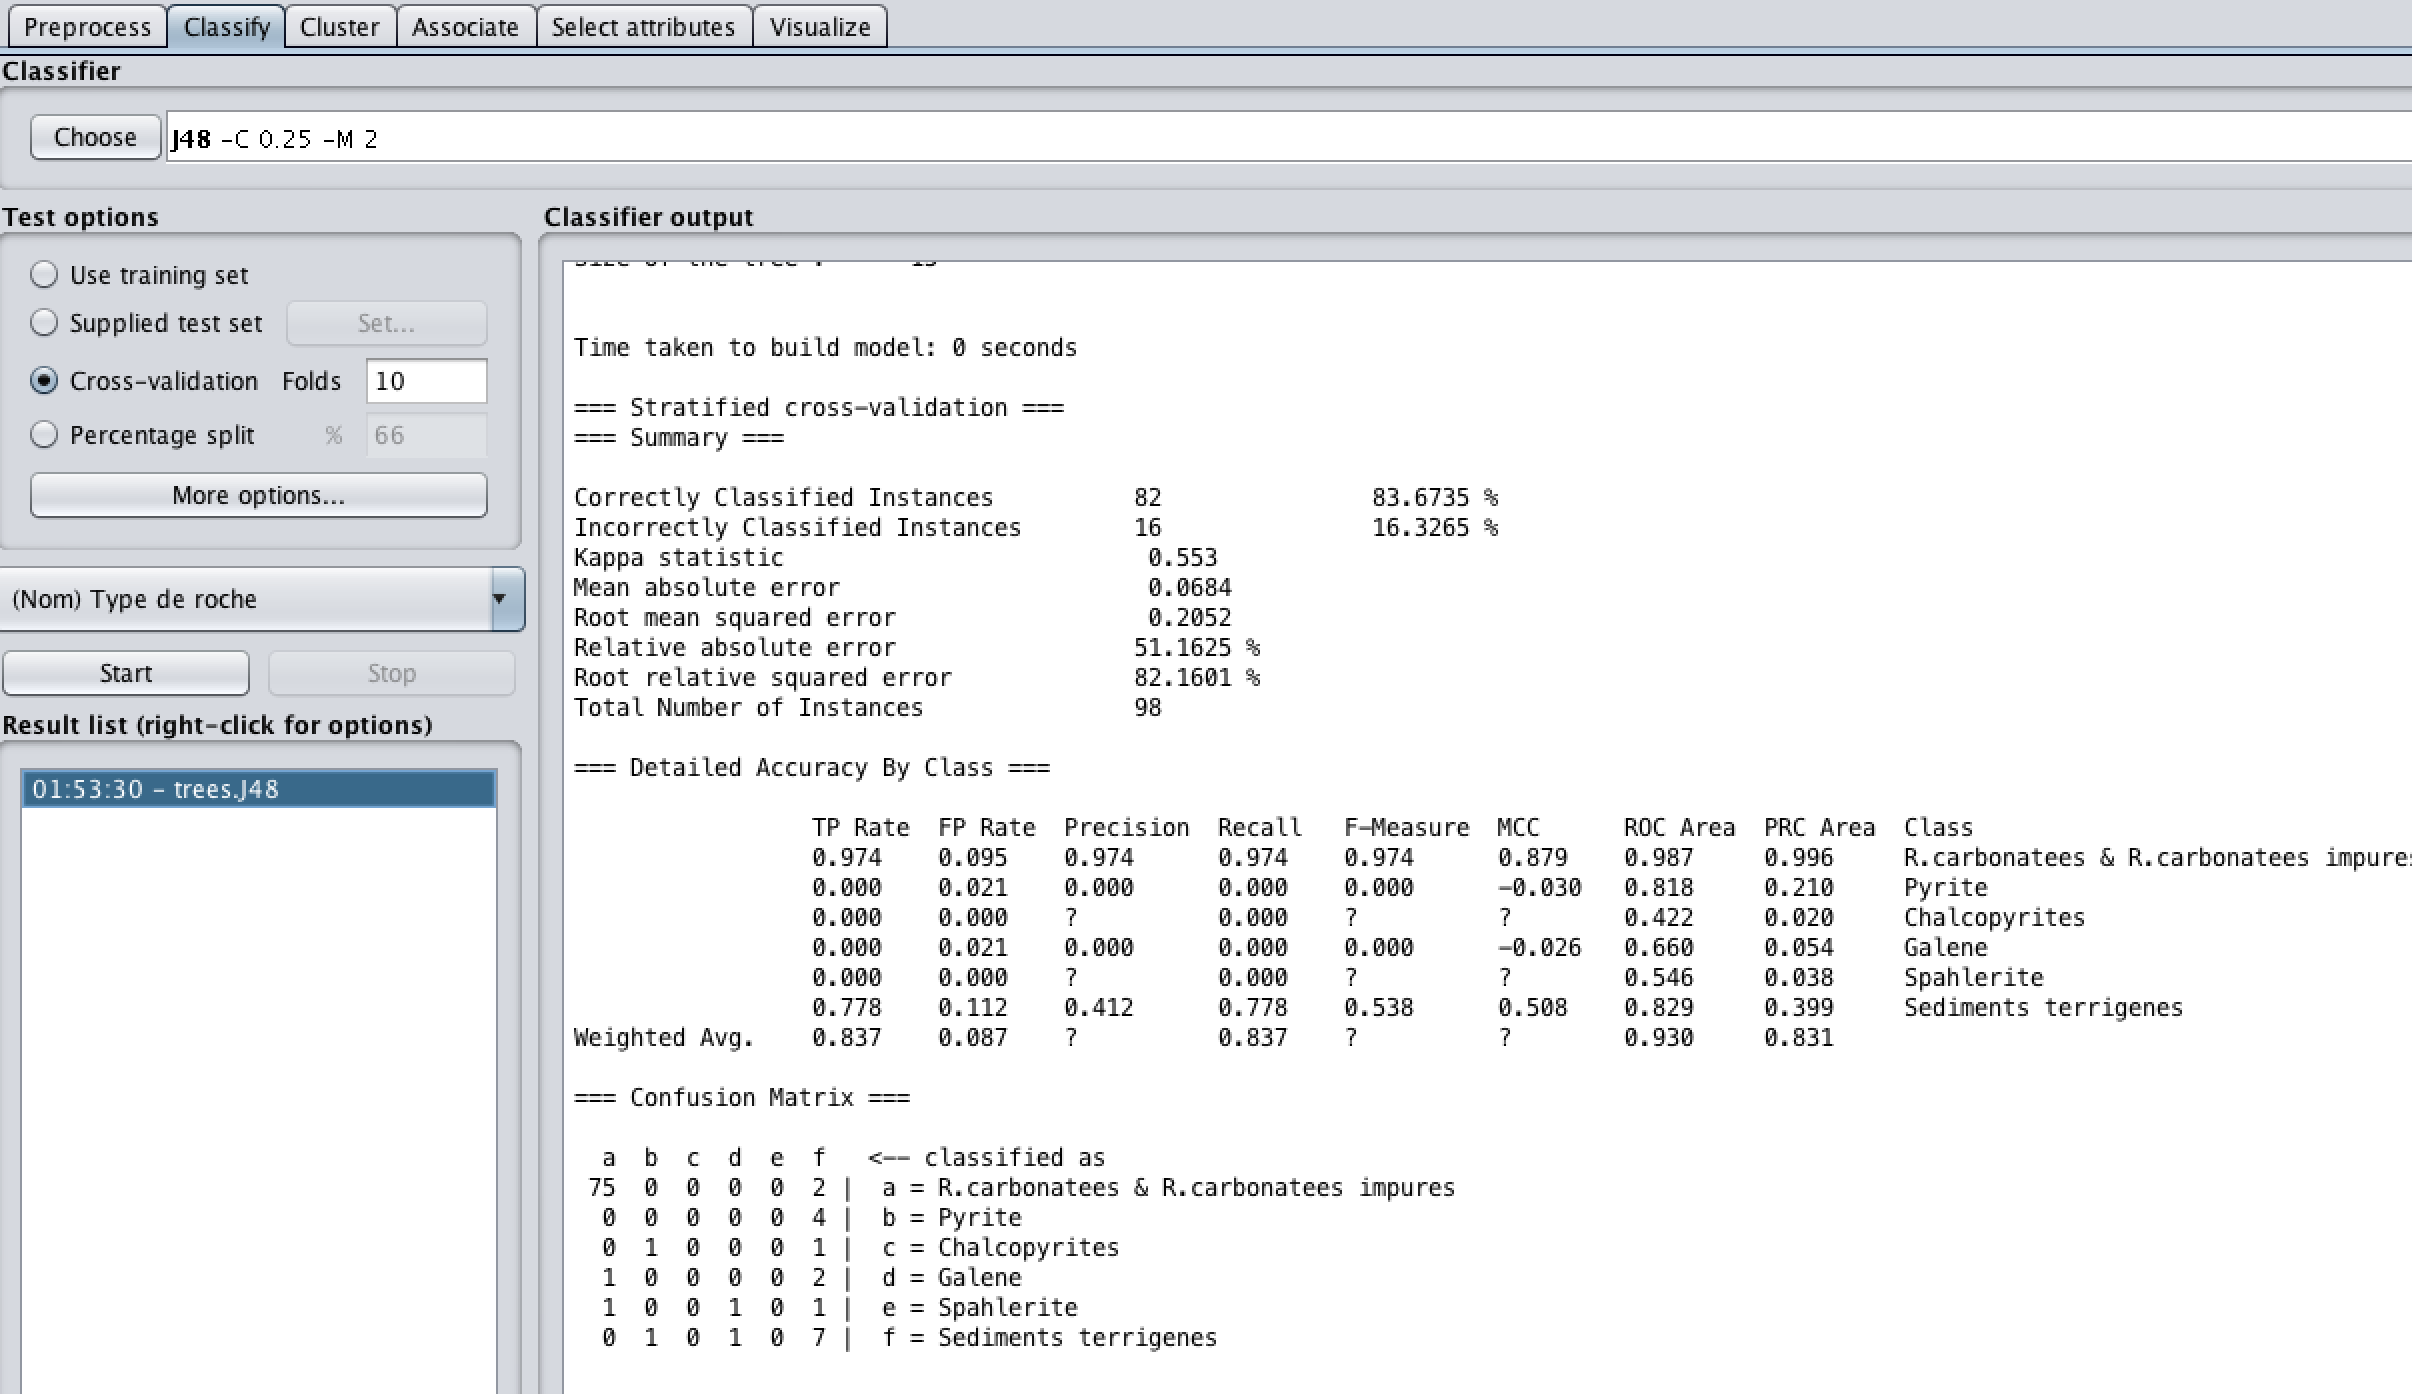 Preprocess Classify Cluster Associate Select attributes Visualize
Classifier
Choose J48 -C 0.25 -M 2
Test options
Use training set
Supplied test set Set...
Cross-validation Folds 10
Percentage split % 66
More options...
(Nom) Type de roche
Start Stop
Result list (right-click for options)
01:53:30 - trees.J48
Classifier output
Size of the tree :
Time taken to build model: 0 seconds
=== Stratified cross-validation ===
=== Summary ===
Correctly Classified Instances 82 83.6735 %
Incorrectly Classified Instances 16 16.3265 %
Kappa statistic 0.553
Mean absolute error 0.0684
Root mean squared error 0.2052
Relative absolute error 51.1625 %
Root relative squared error 82.1601 %
Total Number of Instances 98
=== Detailed Accuracy By Class ===
TP Rate FP Rate Precision Recall F-Measure MCC ROC Area PRC Area Class
0.974 0.095 0.974 0.974 0.974 0.879 0.987 0.996 R.carbonatees & R.carbonatees impures
0.000 0.021 0.000 0.000 0.000 -0.030 0.818 0.210 Pyrite
0.000 0.000 ? 0.000 ? ? 0.422 0.020 Chalcopyrites
0.000 0.021 0.000 0.000 0.000 -0.026 0.660 0.054 Galene
0.000 0.000 ? 0.000 ? ? 0.546 0.038 Spahlerite
0.778 0.112 0.412 0.778 0.538 0.508 0.829 0.399 Sediments terrigenes
Weighted Avg. 0.837 0.087 ? 0.837 ? ? 0.930 0.831
=== Confusion Matrix ===
a b c d e f <-- classified as
75 0 0 0 0 2 | a = R.carbonatees & R.carbonatees impures
0 0 0 0 0 4 | b = Pyrite
0 1 0 0 0 1 | c = Chalcopyrites
1 0 0 0 0 2 | d = Galene
1 0 0 1 0 1 | e = Spahlerite
0 1 0 1 0 7 | f = Sediments terrigenes